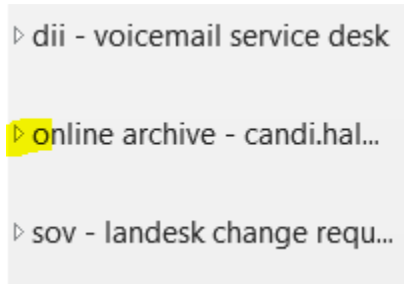 dii - voicemail service desk
online archive - candi.hal...
sov - landesk change requ...